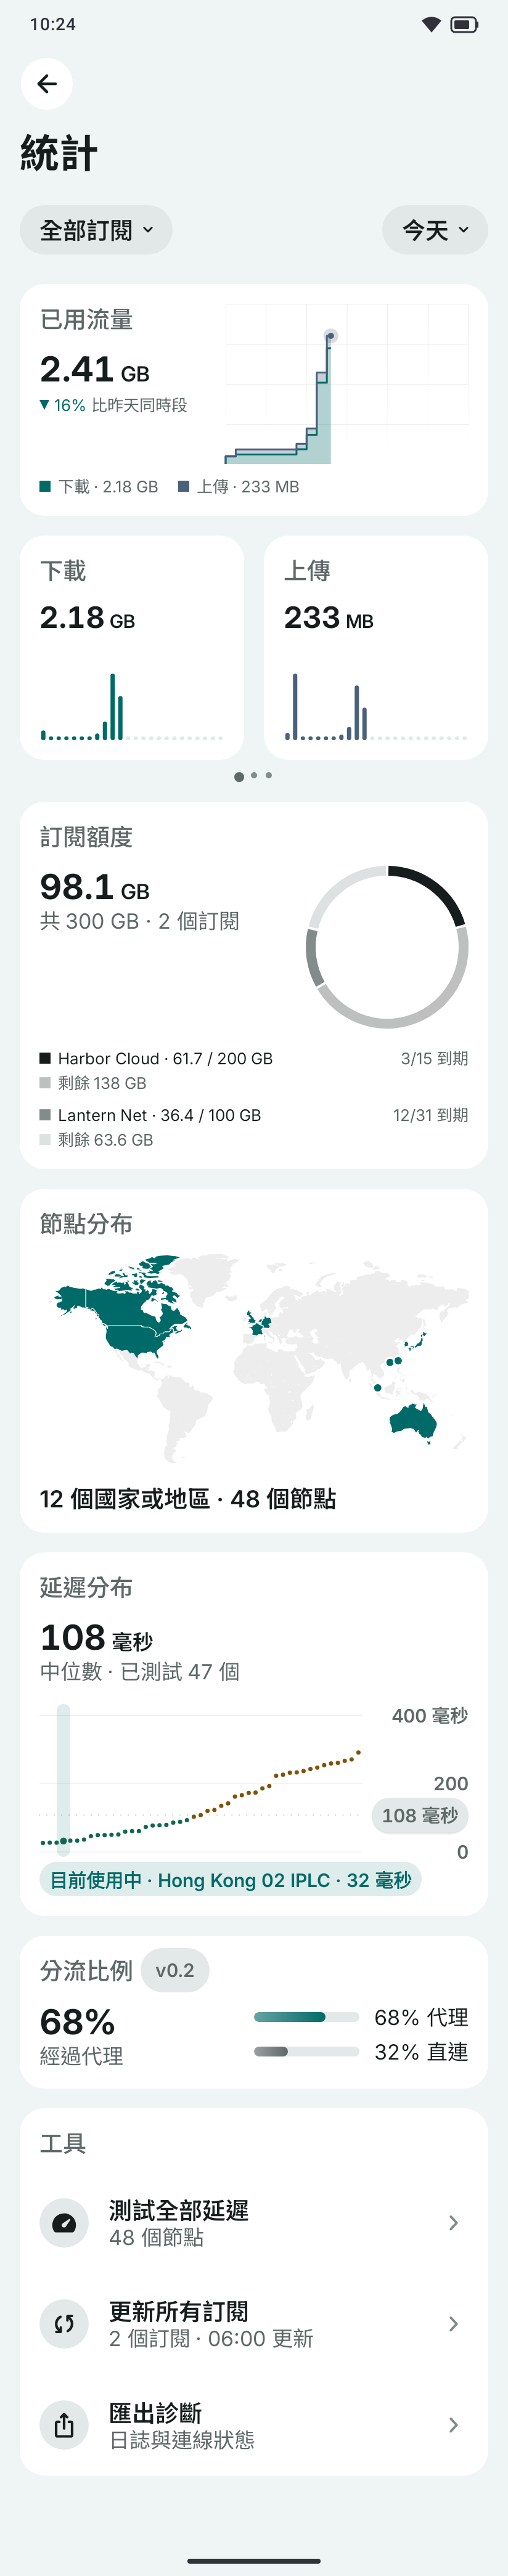 10:24
統計
全部訂閱
今天
已用流量
2.41 GB
▼ 16% 比昨天同時段
下載 · 2.18 GB
上傳 · 233 MB
下載
2.18 GB
上傳
233 MB
訂閱額度
98.1 GB
共 300 GB · 2 個訂閱
Harbor Cloud · 61.7 / 200 GB
3/15 到期
剩餘 138 GB
Lantern Net · 36.4 / 100 GB
12/31 到期
剩餘 63.6 GB
節點分布
12 個國家或地區 · 48 個節點
延遲分布
108 毫秒
中位數 · 已測試 47 個
400 毫秒
200
108 毫秒
0
目前使用中 · Hong Kong 02 IPLC · 32 毫秒
分流比例
v0.2
68%
經過代理
68% 代理
32% 直連
工具
測試全部延遲
48 個節點
更新所有訂閱
2 個訂閱 · 06:00 更新
匯出診斷
日誌與連線狀態